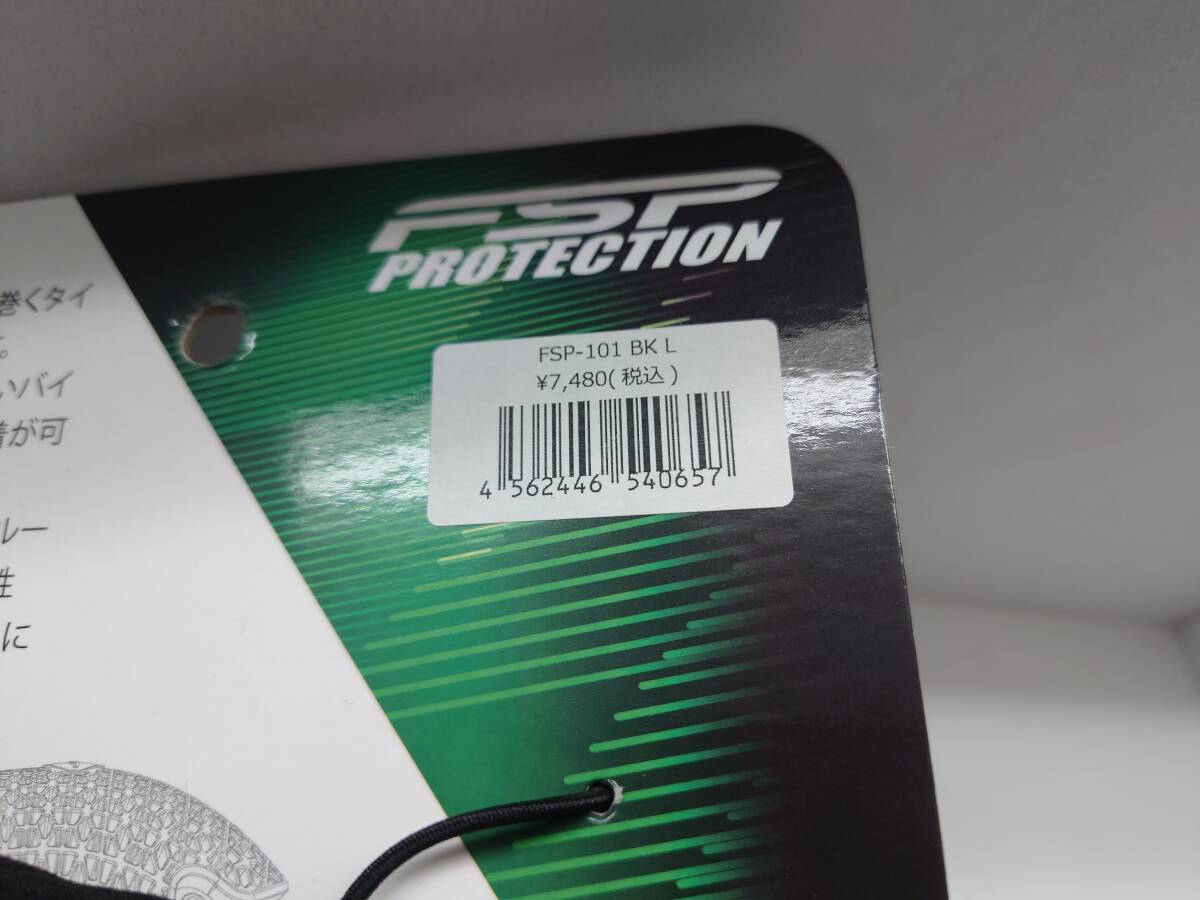 FSP
PROTECTION
FSP-101 BK L
¥7,480(税込)
4 562446 540657
巻くタイ
。
いバイ
着が可
ルー
性
に